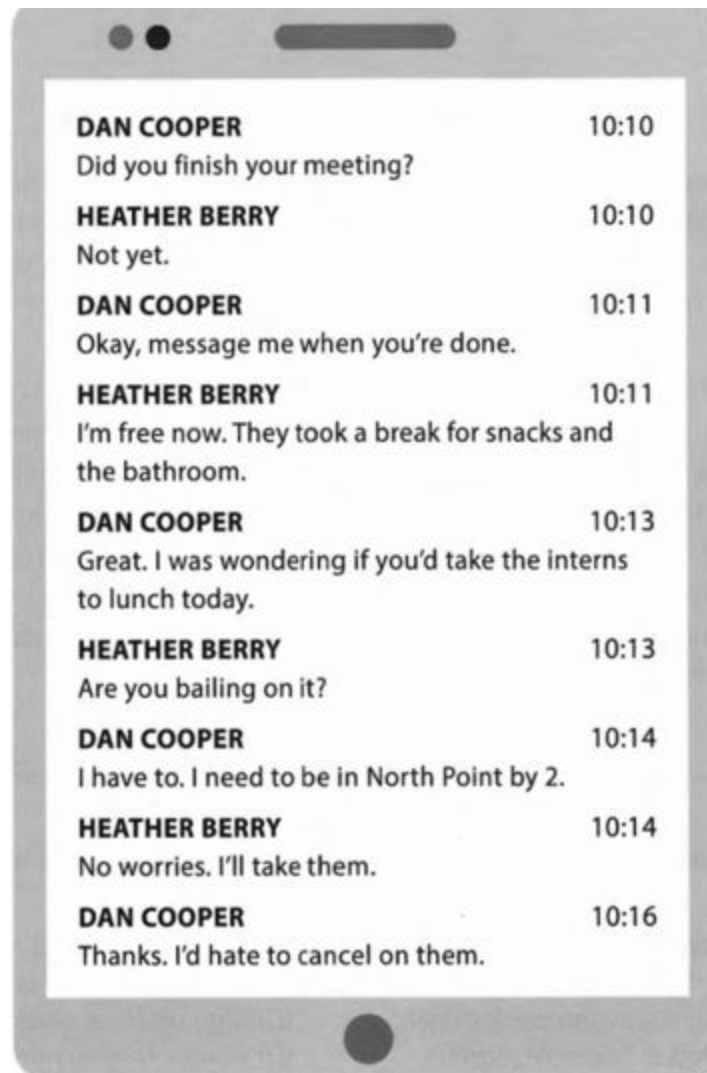 DAN COOPER 10:10
Did you finish your meeting?
HEATHER BERRY 10:10
Not yet.
DAN COOPER 10:11
Okay, message me when you're done.
HEATHER BERRY 10:11
I'm free now. They took a break for snacks and
the bathroom.
DAN COOPER 10:13
Great. I was wondering if you'd take the interns
to lunch today.
HEATHER BERRY 10:13
Are you bailing on it?
DAN COOPER 10:14
I have to. I need to be in North Point by 2.
HEATHER BERRY 10:14
No worries. I'll take them.
DAN COOPER 10:16
Thanks. I'd hate to cancel on them.